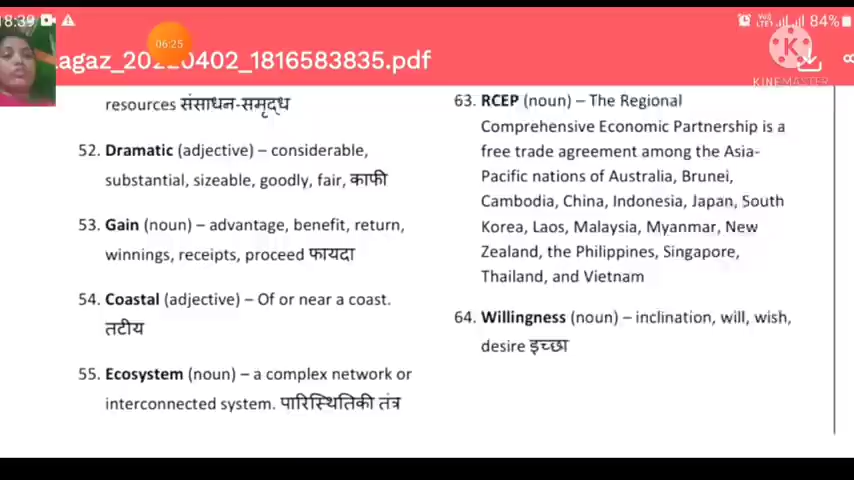 18:39
06:25
84%
agaz_20220402_1816583835.pdf
KINEMASTER
resources संसाधन-समृद्ध
52. Dramatic (adjective) – considerable,
substantial, sizeable, goodly, fair, काफी
53. Gain (noun) – advantage, benefit, return,
winnings, receipts, proceed फायदा
54. Coastal (adjective) – Of or near a coast.
तटीय
55. Ecosystem (noun) – a complex network or
interconnected system. पारिस्थितिकी तंत्र
63. RCEP (noun) – The Regional
Comprehensive Economic Partnership is a
free trade agreement among the Asia-
Pacific nations of Australia, Brunei,
Cambodia, China, Indonesia, Japan, South
Korea, Laos, Malaysia, Myanmar, New
Zealand, the Philippines, Singapore,
Thailand, and Vietnam
64. Willingness (noun) – inclination, will, wish,
desire इच्छा